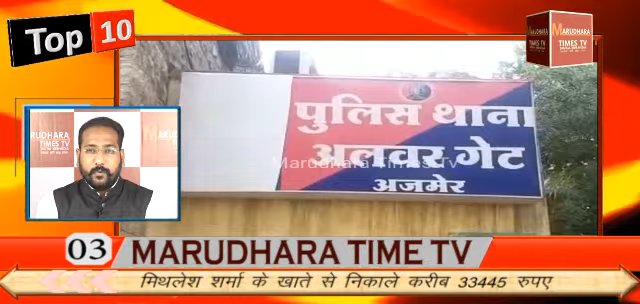 Top 10
MARUDHARA
TIMES TV
RUDHARA
TIMES TV
पुलिस थाना
अलवर गेट
अजमेर
Marudhara Times TV
03 MARUDHARA TIME TV
मिथलेश शर्मा के खाते से निकाले करीब 33445 रुपए